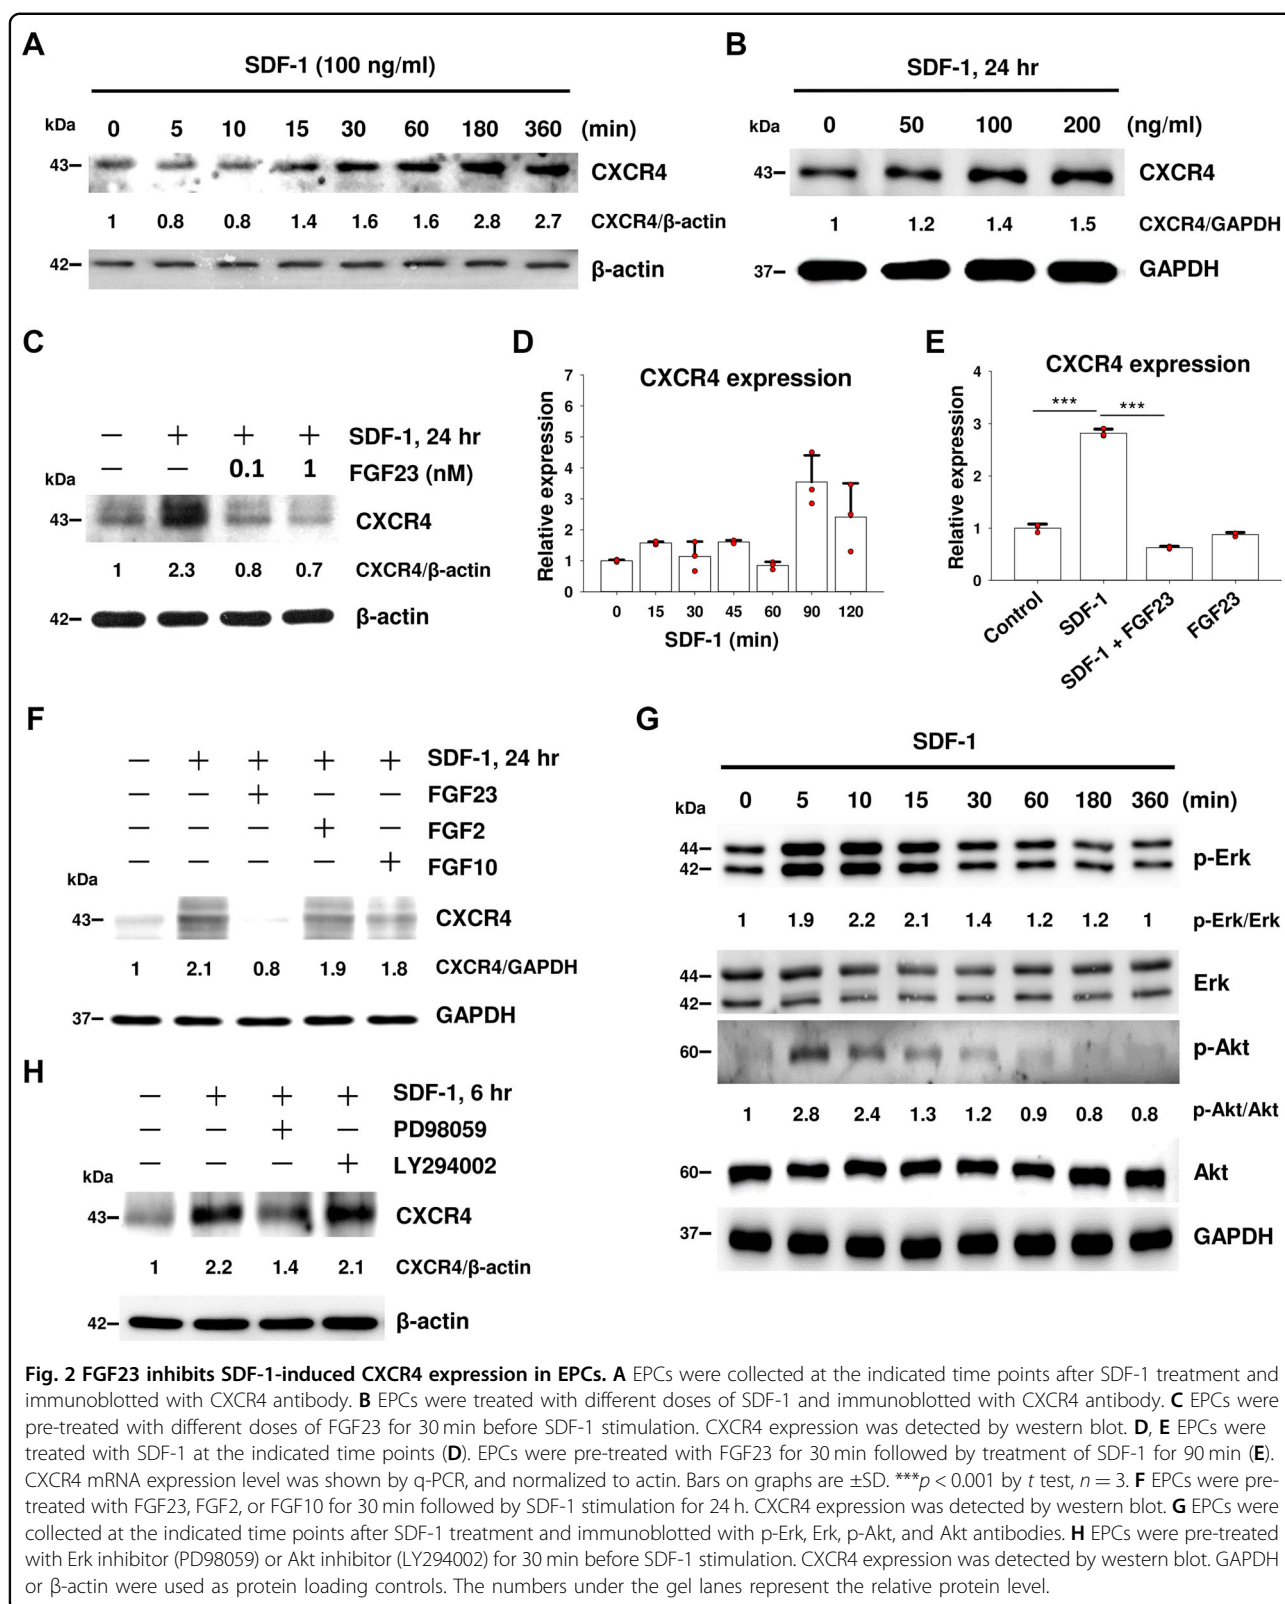 A
SDF-1 (100 ng/ml)
kDa 0 5 10 15 30 60 180 360 (min)
43 CXCR4
1 0.8 0.8 1.4 1.6 1.6 2.8 2.7 CXCR4/β-actin
42 β-actin
B
SDF-1, 24 hr
kDa 0 50 100 200 (ng/ml)
43 CXCR4
1 1.2 1.4 1.5 CXCR4/GAPDH
37 GAPDH
C
— + + + SDF-1, 24 hr
— — 0.1 1 FGF23 (nM)
kDa
43 CXCR4
1 2.3 0.8 0.7 CXCR4/β-actin
42 β-actin
D
CXCR4 expression
Relative expression
7
6
5
4
3
2
1
0
0 15 30 45 60 90 120
SDF-1 (min)
E
CXCR4 expression
Relative expression
4
3
2
1
0
*** ***
Control SDF-1 SDF-1 + FGF23 FGF23
F
— + + + + SDF-1, 24 hr
— — + — — FGF23
— — — + — FGF2
— — — — + FGF10
kDa
43 CXCR4
1 2.1 0.8 1.9 1.8 CXCR4/GAPDH
37 GAPDH
G
SDF-1
kDa 0 5 10 15 30 60 180 360 (min)
44
42 p-Erk
1 1.9 2.2 2.1 1.4 1.2 1.2 1 p-Erk/Erk
44
42 Erk
60 p-Akt
1 2.8 2.4 1.3 1.2 0.9 0.8 0.8 p-Akt/Akt
60 Akt
37 GAPDH
H
— + + + SDF-1, 6 hr
— — + — PD98059
— — — + LY294002
kDa
43 CXCR4
1 2.2 1.4 2.1 CXCR4/β-actin
42 β-actin
Fig. 2 FGF23 inhibits SDF-1-induced CXCR4 expression in EPCs. A EPCs were collected at the indicated time points after SDF-1 treatment and
immunoblotted with CXCR4 antibody. B EPCs were treated with different doses of SDF-1 and immunoblotted with CXCR4 antibody. C EPCs were
pre-treated with different doses of FGF23 for 30 min before SDF-1 stimulation. CXCR4 expression was detected by western blot. D, E EPCs were
treated with SDF-1 at the indicated time points (D). EPCs were pre-treated with FGF23 for 30 min followed by treatment of SDF-1 for 90 min (E).
CXCR4 mRNA expression level was shown by q-PCR, and normalized to actin. Bars on graphs are ±SD. ***p < 0.001 by t test, n = 3. F EPCs were pre-
treated with FGF23, FGF2, or FGF10 for 30 min followed by SDF-1 stimulation for 24 h. CXCR4 expression was detected by western blot. G EPCs were
collected at the indicated time points after SDF-1 treatment and immunoblotted with p-Erk, Erk, p-Akt, and Akt antibodies. H EPCs were pre-treated
with Erk inhibitor (PD98059) or Akt inhibitor (LY294002) for 30 min before SDF-1 stimulation. CXCR4 expression was detected by western blot. GAPDH
or β-actin were used as protein loading controls. The numbers under the gel lanes represent the relative protein level.